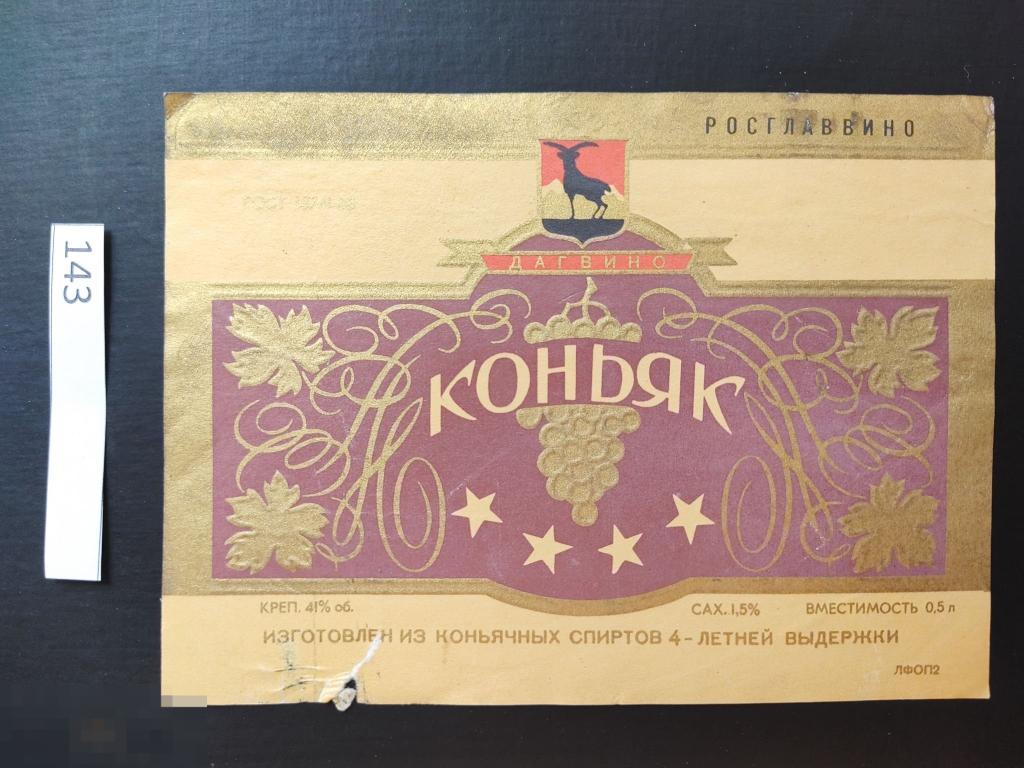 РОСГЛАВВИНО
ДАГВИНО
КОНЬЯК
КРЕП. 41% об.
САХ. 1,5%
ВМЕСТИМОСТЬ 0,5 л
ИЗГОТОВЛЕН ИЗ КОНЬЯЧНЫХ СПИРТОВ 4-ЛЕТНЕЙ ВЫДЕРЖКИ
ЛФОП2
143